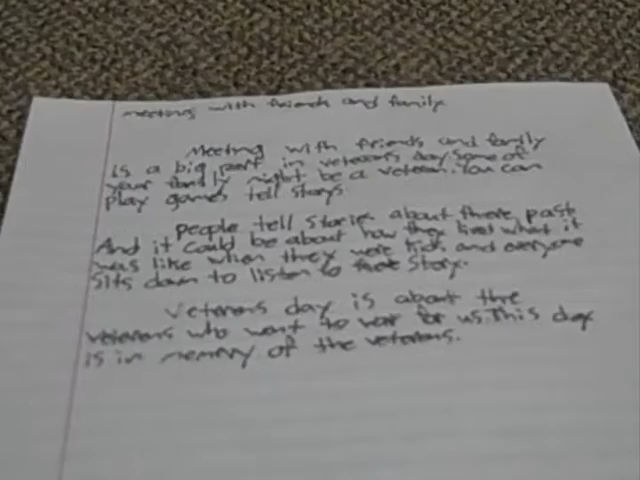 meeting with friends and family
Meeting with friends and family
is a big part in veterans day. Some of
your family might be a veteran. You can
play games tell storys.
People tell stories about there past
And it could be about how they lived what it
was like when they were kids and everyone
sits down to listen to story.
Veterans day is about the
veterans who went to war for us. This day
is in memory of the veterans.